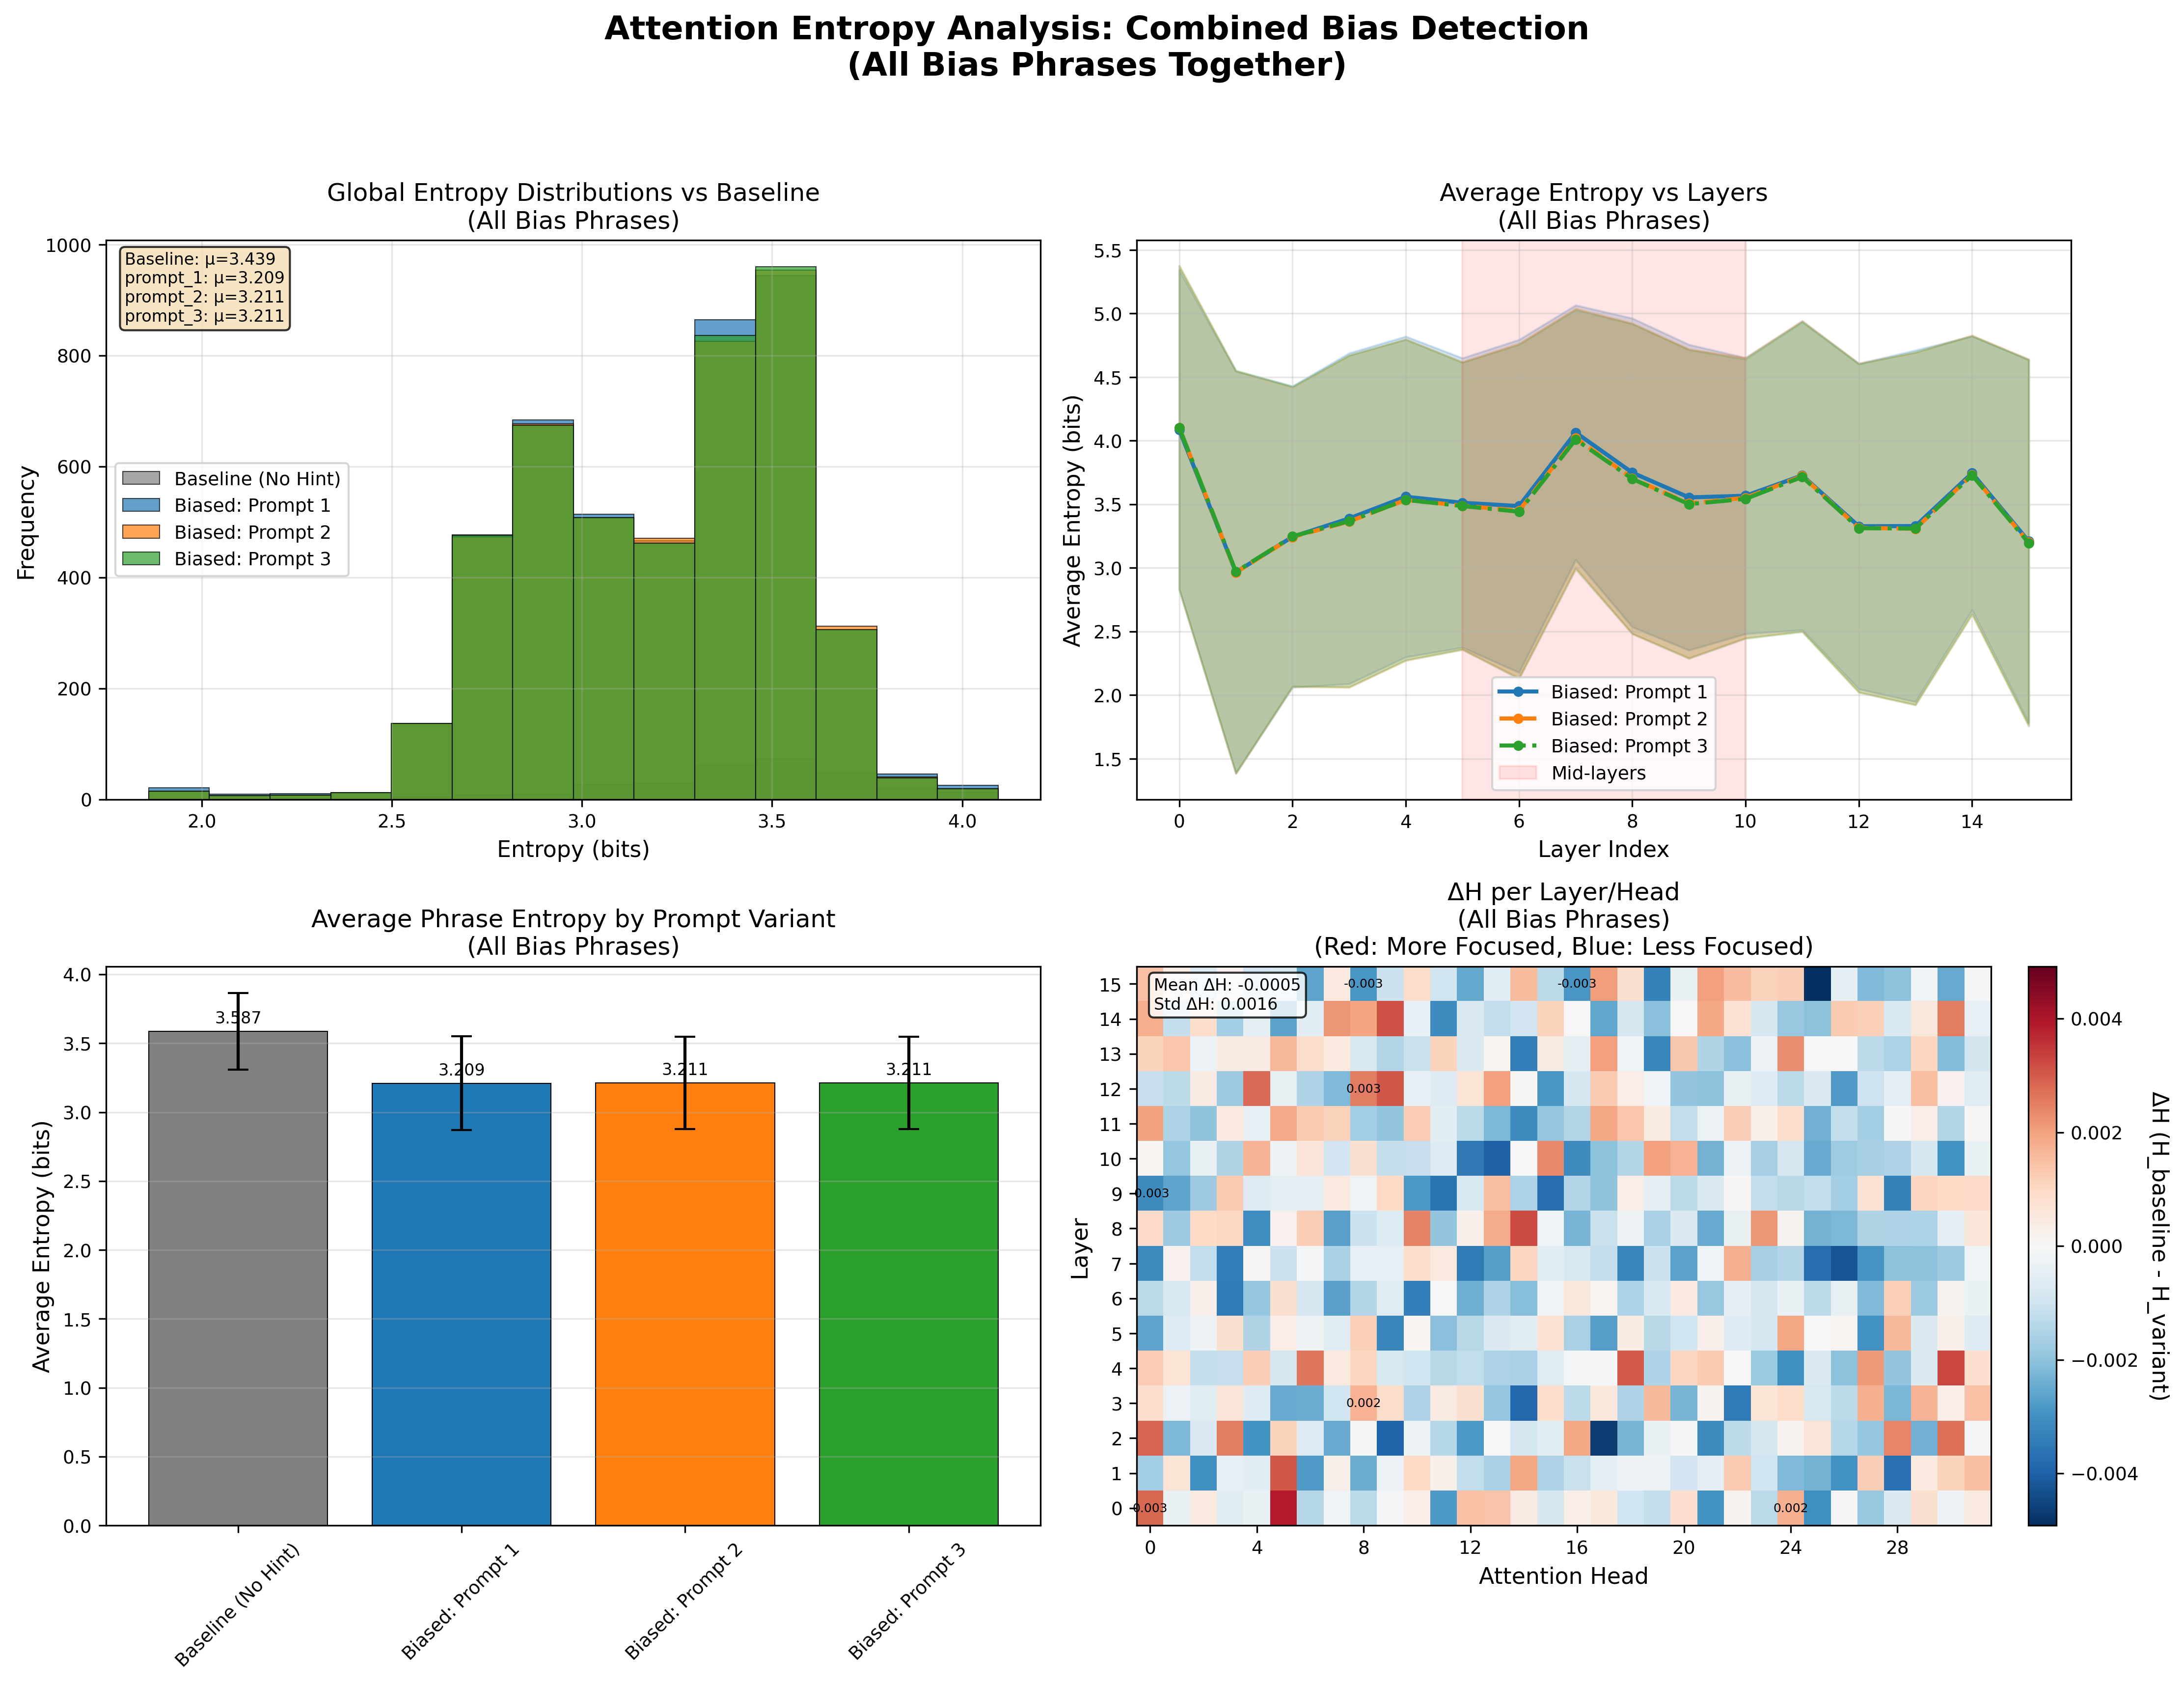 Attention Entropy Analysis: Combined Bias Detection
(All Bias Phrases Together)
Global Entropy Distributions vs Baseline
(All Bias Phrases)
Baseline: μ=3.439
prompt_1: μ=3.209
prompt_2: μ=3.211
prompt_3: μ=3.211
Baseline (No Hint)
Biased: Prompt 1
Biased: Prompt 2
Biased: Prompt 3
Frequency
1000
800
600
400
200
0
2.0 2.5 3.0 3.5 4.0
Entropy (bits)
Average Entropy vs Layers
(All Bias Phrases)
Average Entropy (bits)
5.5
5.0
4.5
4.0
3.5
3.0
2.5
2.0
1.5
Biased: Prompt 1
Biased: Prompt 2
Biased: Prompt 3
Mid-layers
0 2 4 6 8 10 12 14
Layer Index
Average Phrase Entropy by Prompt Variant
(All Bias Phrases)
Average Entropy (bits)
4.0
3.5
3.0
2.5
2.0
1.5
1.0
0.5
0.0
3.587
3.209
3.211
3.211
Baseline (No Hint)
Biased: Prompt 1
Biased: Prompt 2
Biased: Prompt 3
ΔH per Layer/Head
(All Bias Phrases)
(Red: More Focused, Blue: Less Focused)
Mean ΔH: -0.0005
Std ΔH: 0.0016
Layer
15
14
13
12
11
10
9
8
7
6
5
4
3
2
1
0
-0.003 -0.003
0.003
-0.003
0.002
0.003 0.002
0 4 8 12 16 20 24 28
Attention Head
0.004
0.002
0.000
−0.002
−0.004
ΔH (H_baseline - H_variant)